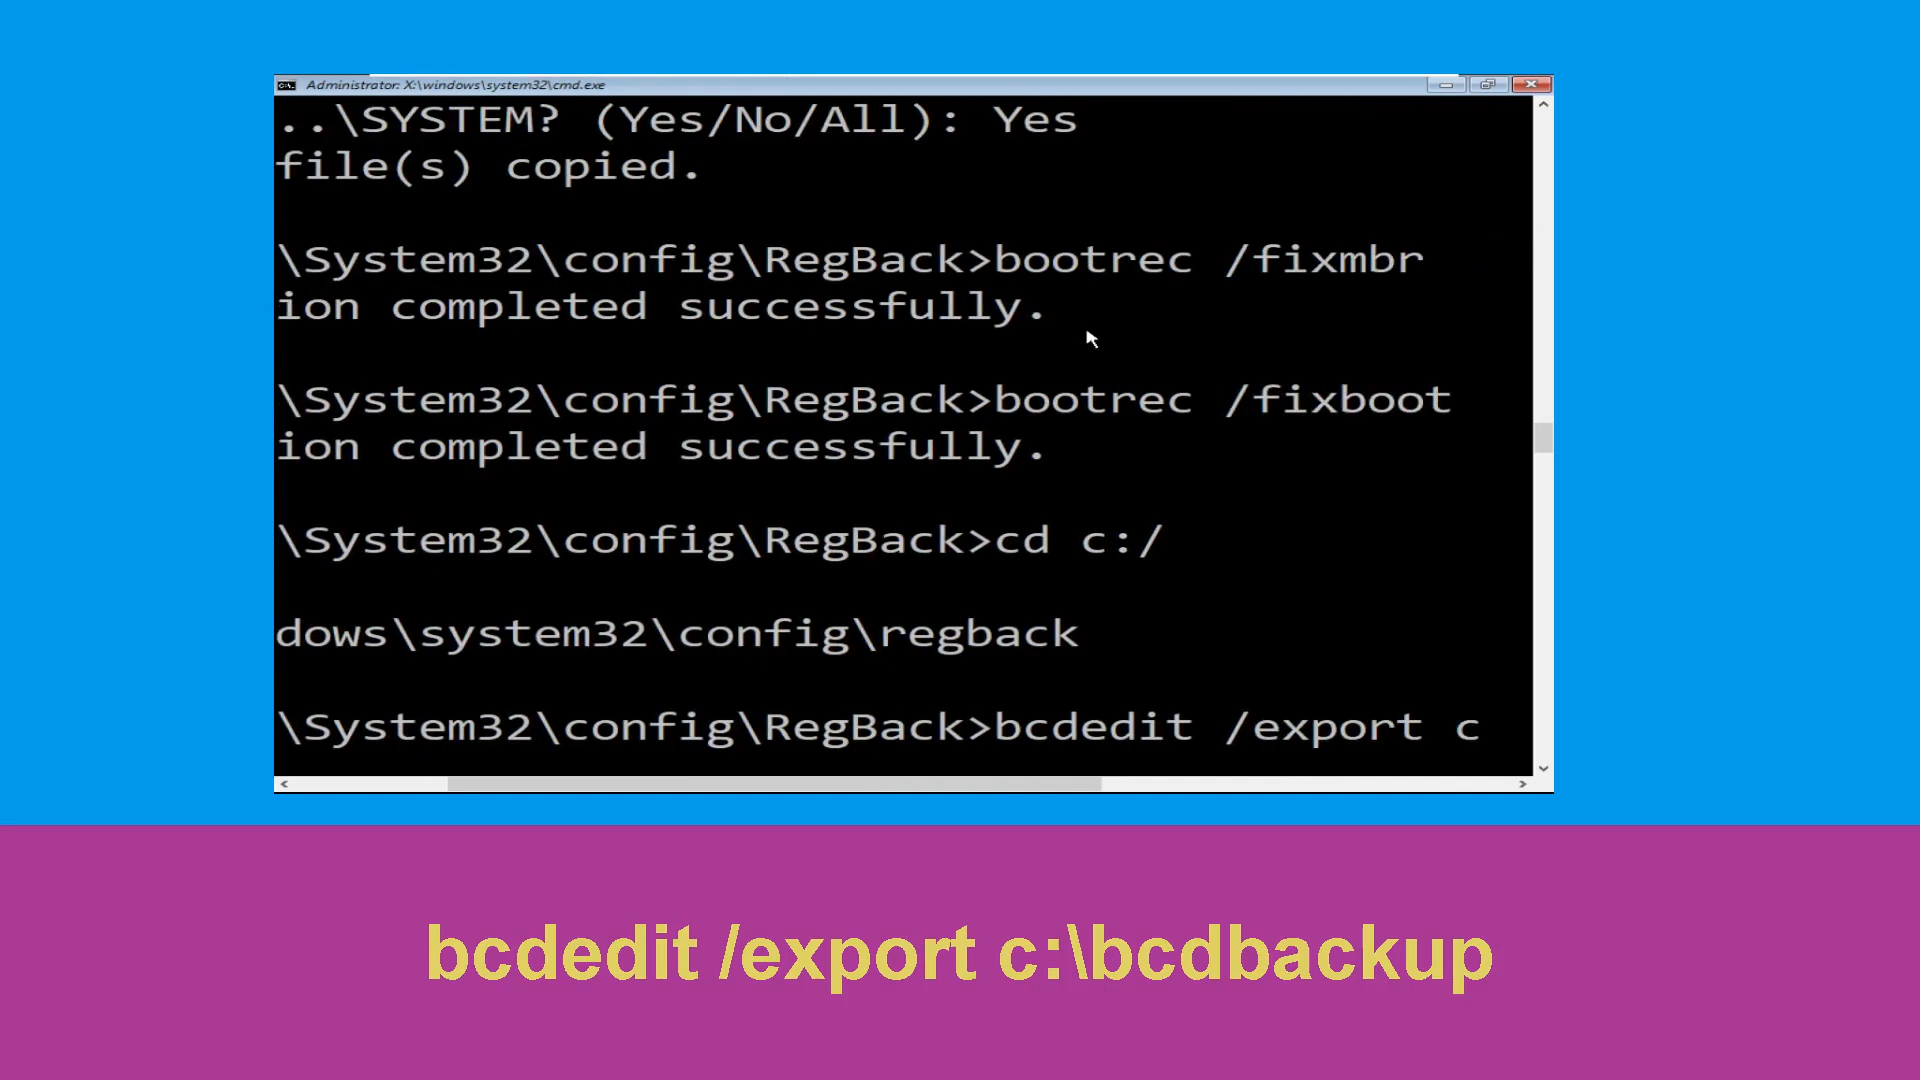 Administrator: X:\windows\system32\cmd.exe
..\SYSTEM? (Yes/No/All): Yes
file(s) copied.
\System32\config\RegBack>bootrec /fixmbr
ion completed successfully.
\System32\config\RegBack>bootrec /fixboot
ion completed successfully.
\System32\config\RegBack>cd c:/
dows\system32\config\regback
\System32\config\RegBack>bcdedit /export c
bcdedit /export c:\bcdbackup